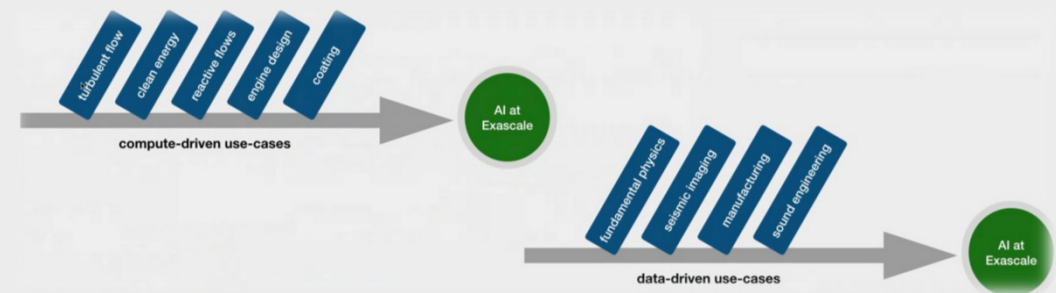 turbulent flow
clean energy
reactive flows
engine design
coating
AI at
Exascale
compute-driven use-cases
fundamental physics
seismic imaging
manufacturing
sound engineering
AI at
Exascale
data-driven use-cases